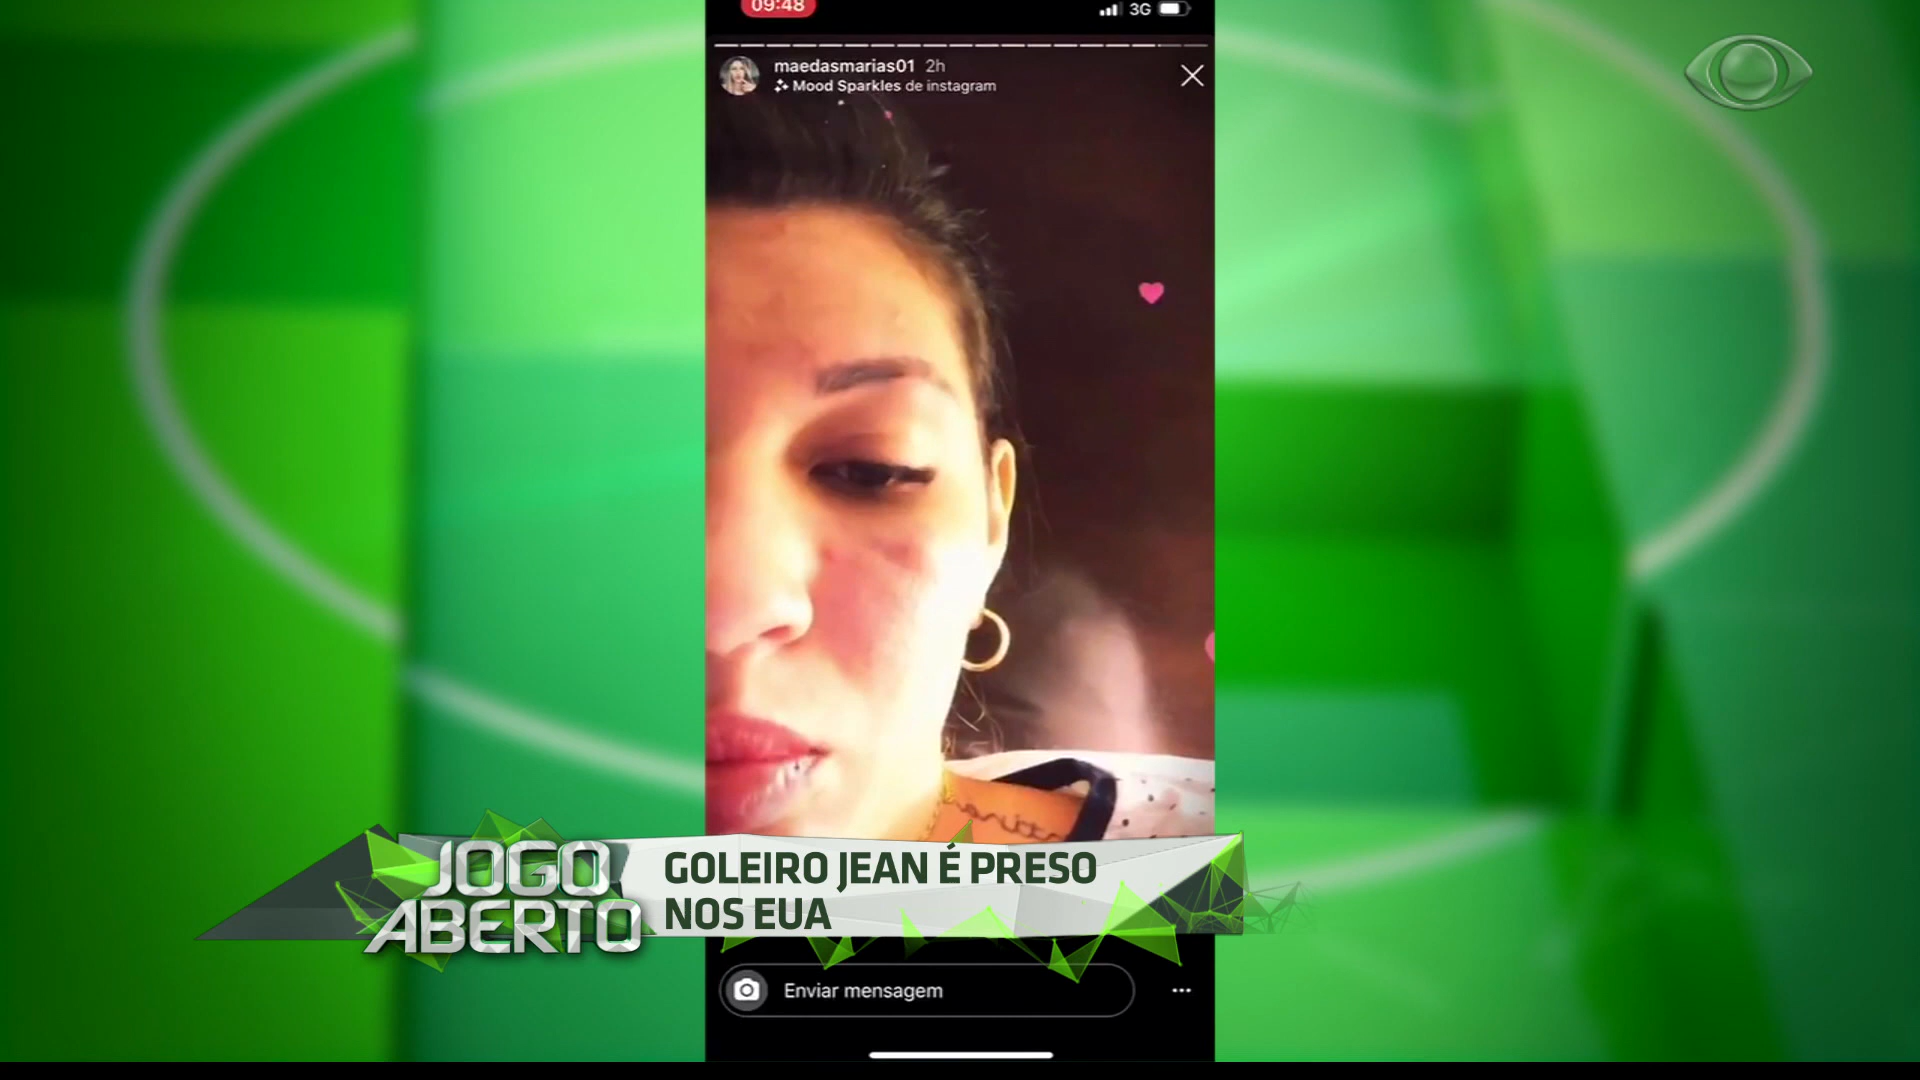 09:48
3G
maedasmarias01 2h
Mood Sparkles de instagram
JOGO
ABERTO
GOLEIRO JEAN É PRESO
NOS EUA
Enviar mensagem